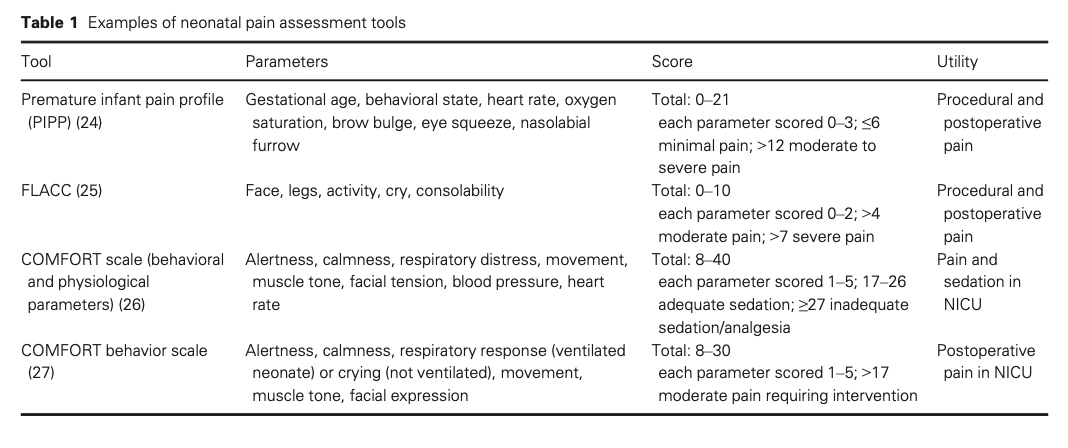 Table 1 Examples of neonatal pain assessment tools
Tool Parameters Score Utility
Premature infant pain profile Gestational age, behavioral state, heart rate, oxygen Total: 0–21 Procedural and
(PIPP) (24) saturation, brow bulge, eye squeeze, nasolabial each parameter scored 0–3; ≤6 postoperative
furrow minimal pain; >12 moderate to pain
severe pain
FLACC (25) Face, legs, activity, cry, consolability Total: 0–10 Procedural and
each parameter scored 0–2; >4 postoperative
moderate pain; >7 severe pain pain
COMFORT scale (behavioral Alertness, calmness, respiratory distress, movement, Total: 8–40 Pain and
and physiological muscle tone, facial tension, blood pressure, heart each parameter scored 1–5; 17–26 sedation in
parameters) (26) rate adequate sedation; ≥27 inadequate NICU
sedation/analgesia
COMFORT behavior scale Alertness, calmness, respiratory response (ventilated Total: 8–30 Postoperative
(27) neonate) or crying (not ventilated), movement, each parameter scored 1–5; >17 pain in NICU
muscle tone, facial expression moderate pain requiring intervention